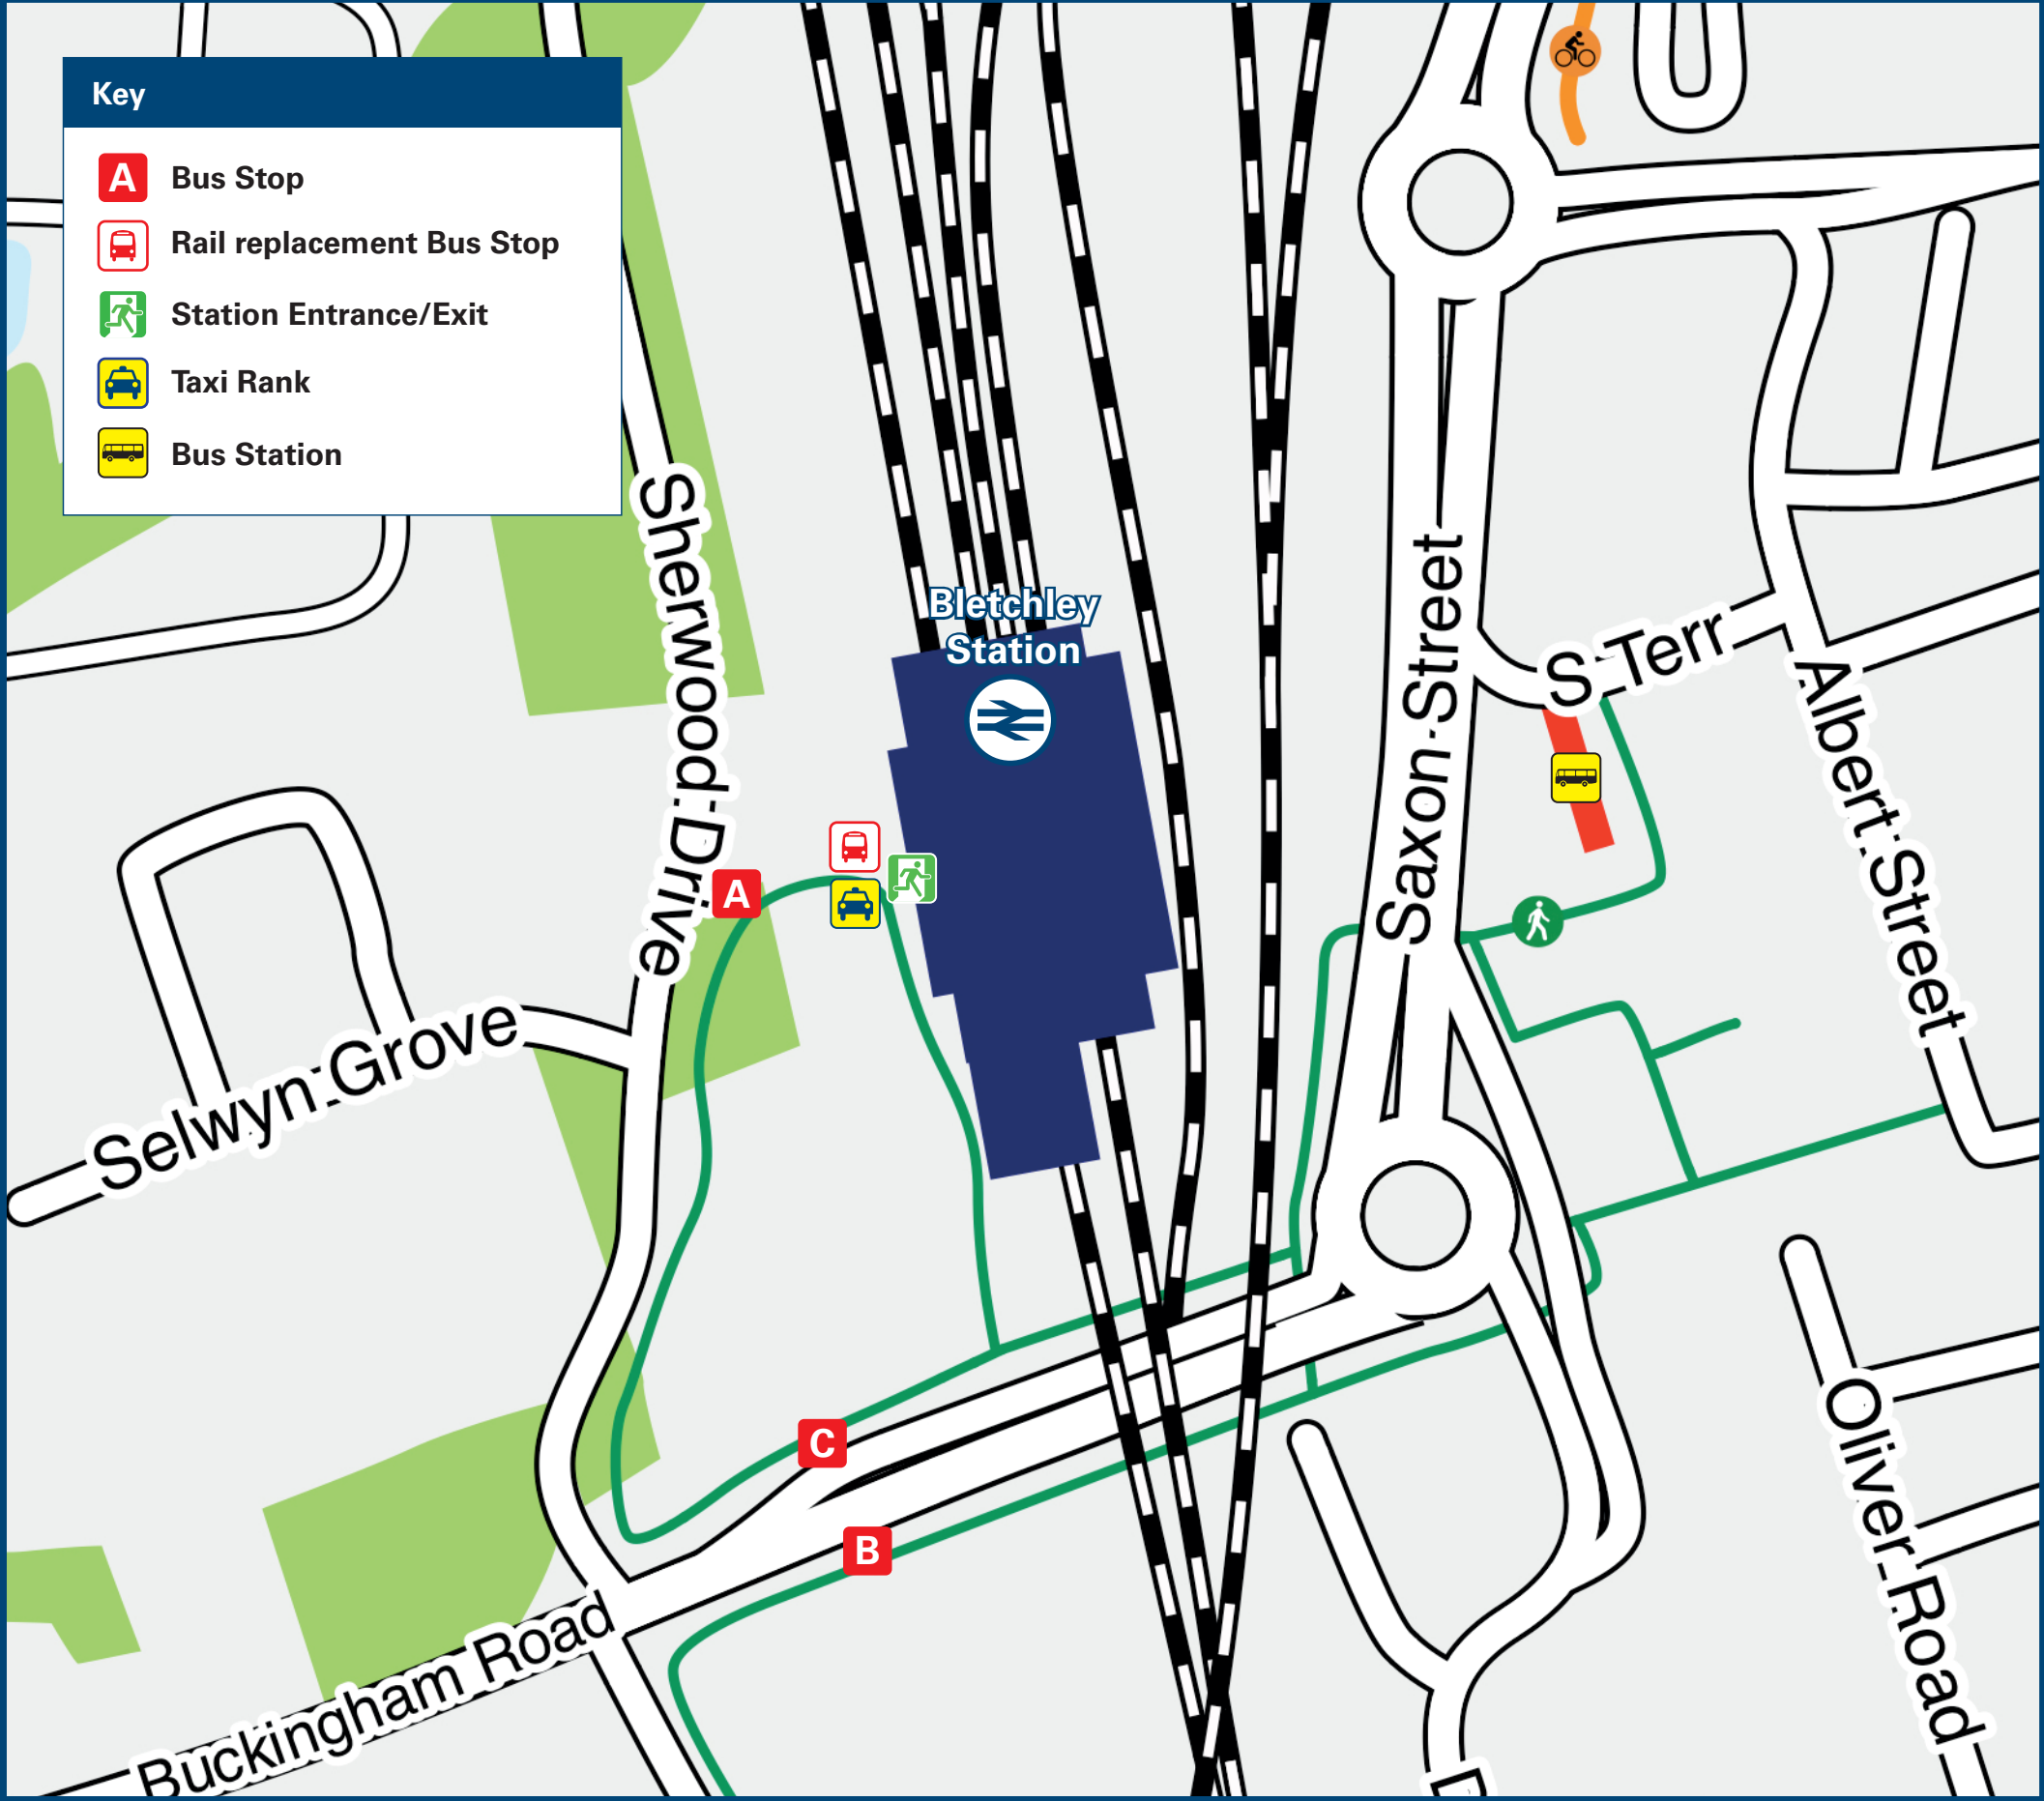 Key
A
Bus Stop
Rail replacement Bus Stop
Station Entrance/Exit
Taxi Rank
Bus Station
Sherwood Drive
Bletchley
Station
Saxon Street
S Terr
Albert Street
A
Selwyn Grove
C
B
Buckingham Road
Oliver Road